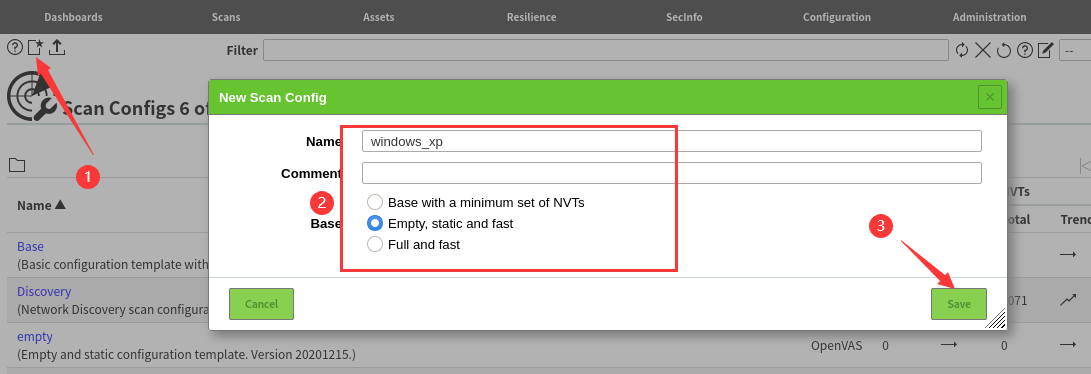 Dashboards Scans Assets Resilience SecInfo Configuration Administration
Filter --
Scan Configs 6 of
New Scan Config
Name windows_xp
Comment
1
Base with a minimum set of NVTs
2
Base Empty, static and fast
Full and fast
3
Cancel Save
Name
Trend
Base
(Basic configuration template with
Discovery
(Network Discovery scan configura
071
empty
(Empty and static configuration template. Version 20201215.)
OpenVAS 0 0